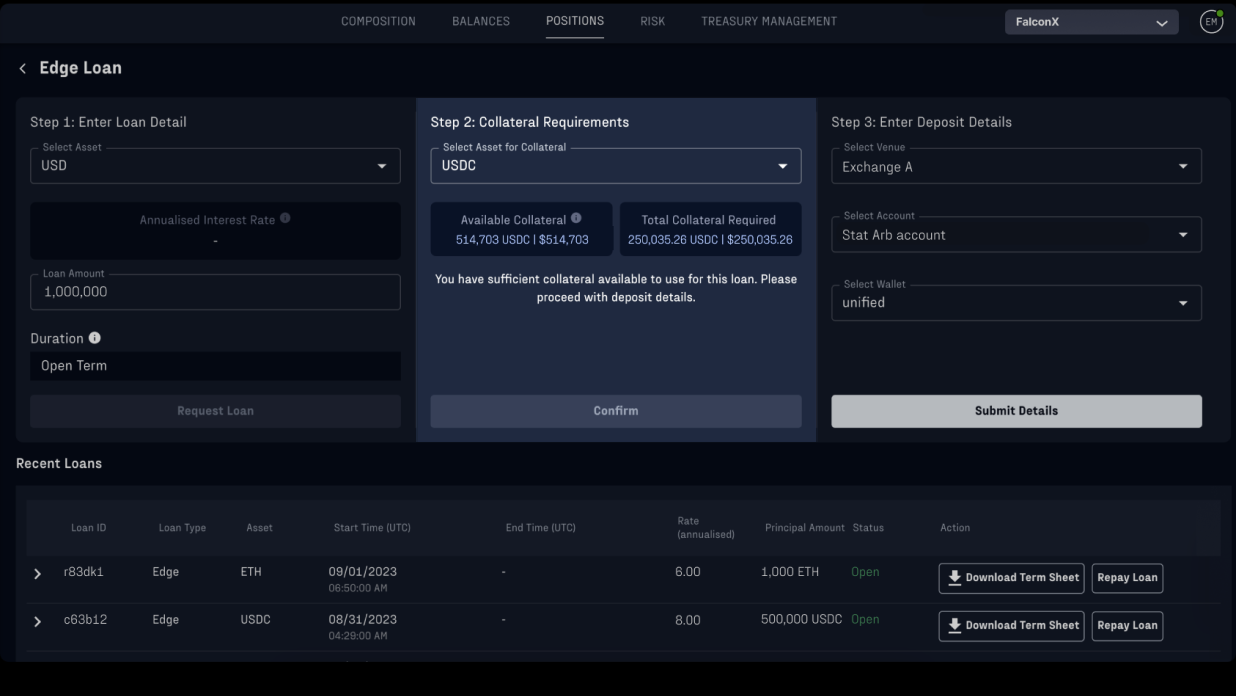 COMPOSITION BALANCES POSITIONS RISK TREASURY MANAGEMENT FalconX EM
Edge Loan
Step 1: Enter Loan Detail
Select Asset
USD
Annualised Interest Rate
-
Loan Amount
1,000,000
Duration
Open Term
Request Loan
Step 2: Collateral Requirements
Select Asset for Collateral
USDC
Available Collateral
514,703 USDC | $514,703
Total Collateral Required
250,035.26 USDC | $250,035.26
You have sufficient collateral available to use for this loan. Please
proceed with deposit details.
Confirm
Step 3: Enter Deposit Details
Select Venue
Exchange A
Select Account
Stat Arb account
Select Wallet
unified
Submit Details
Recent Loans
Loan ID Loan Type Asset Start Time (UTC) End Time (UTC) Rate (annualised) Principal Amount Status Action
r83dk1 Edge ETH 09/01/2023 - 6.00 1,000 ETH Open Download Term Sheet Repay Loan
06:50:00 AM
c63b12 Edge USDC 08/31/2023 - 8.00 500,000 USDC Open Download Term Sheet Repay Loan
04:29:00 AM